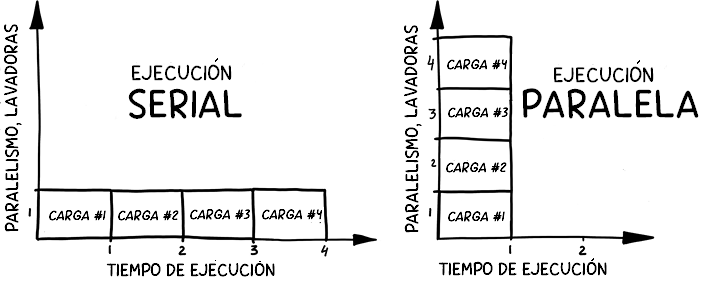 PARALELISMO, LAVADORAS
EJECUCIÓN
SERIAL
1
CARGA #1 CARGA #2 CARGA #3 CARGA #4
1 2 3 4
TIEMPO DE EJECUCIÓN
PARALELISMO, LAVADORAS
EJECUCIÓN
PARALELA
4 CARGA #4
3 CARGA #3
2 CARGA #2
1 CARGA #1
1 2
TIEMPO DE EJECUCIÓN